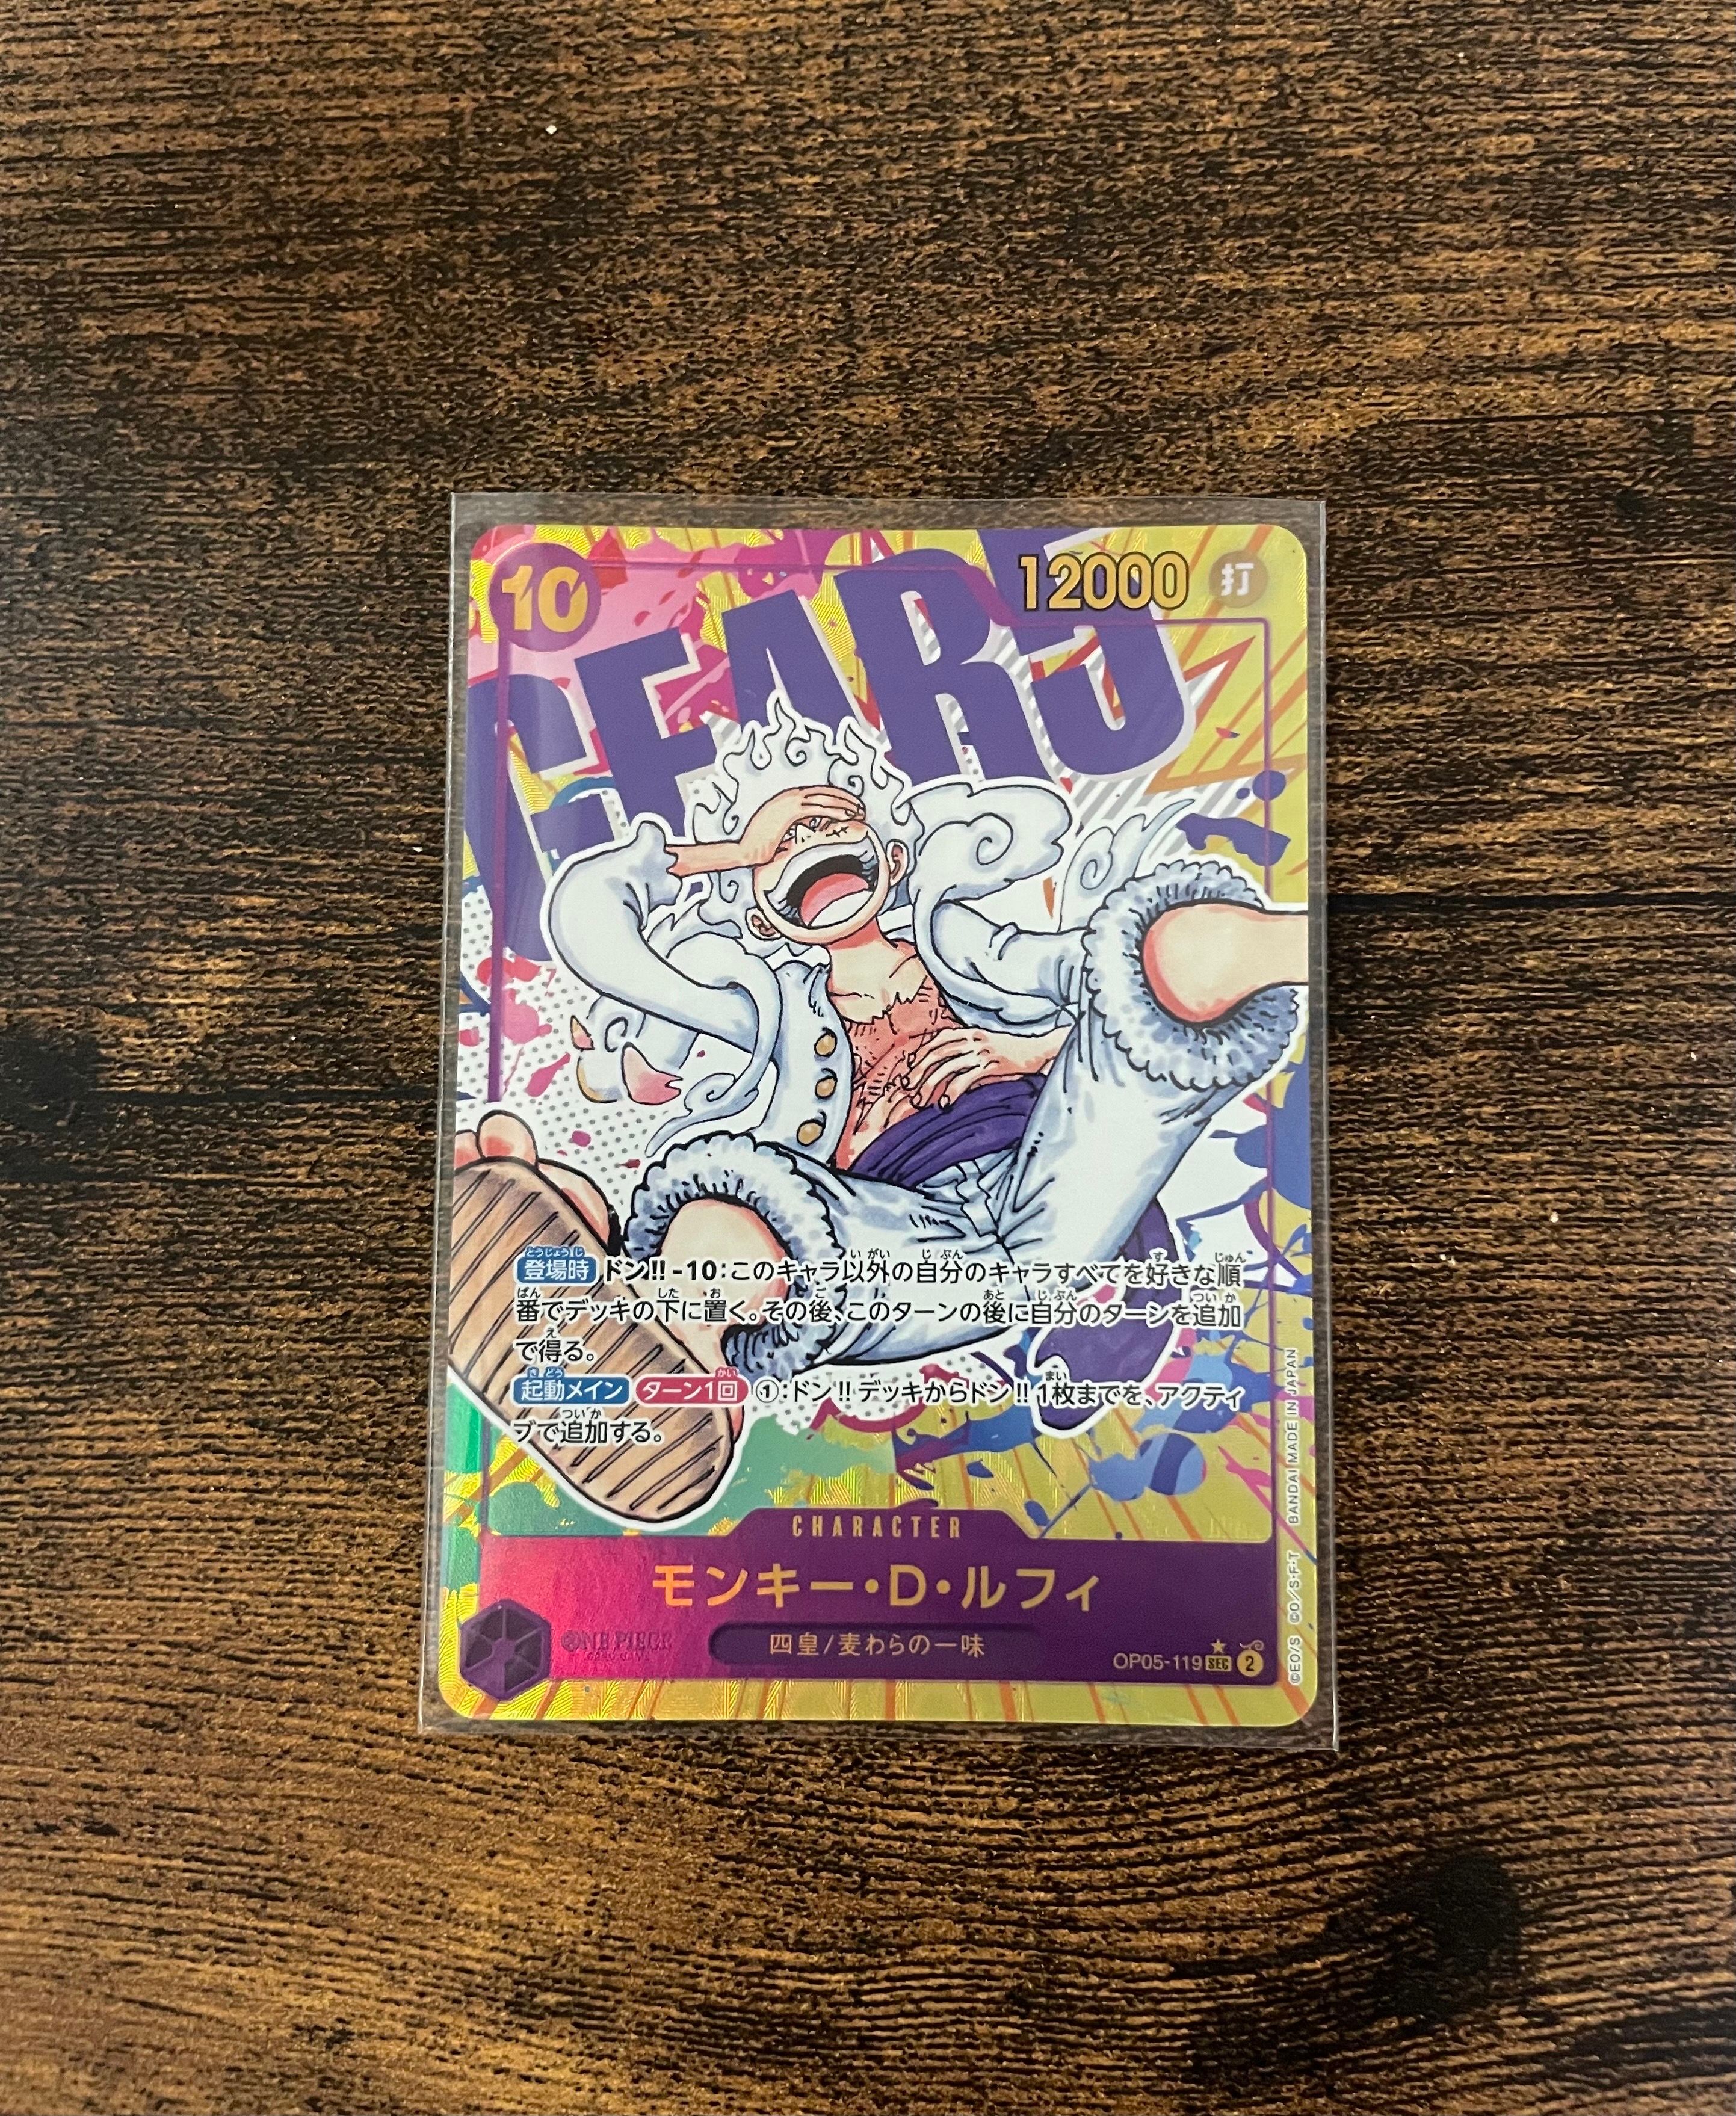 10
12000 打
GEAR5
登場時 ドン!!-10:このキャラ以外の自分のキャラすべてを好きな順
番でデッキの下に置く。その後、このターンの後に自分のターンを追加
で得る。
起動メイン ターン1回 ①:ドン!!デッキからドン!!1枚までを、アクティ
ブで追加する。
CHARACTER
モンキー・D・ルフィ
ONE PIECE
CARD GAME
四皇/麦わらの一味
OP05-119 SEC 2
©EO/S ©O/S・F・T BANDAI MADE IN JAPAN